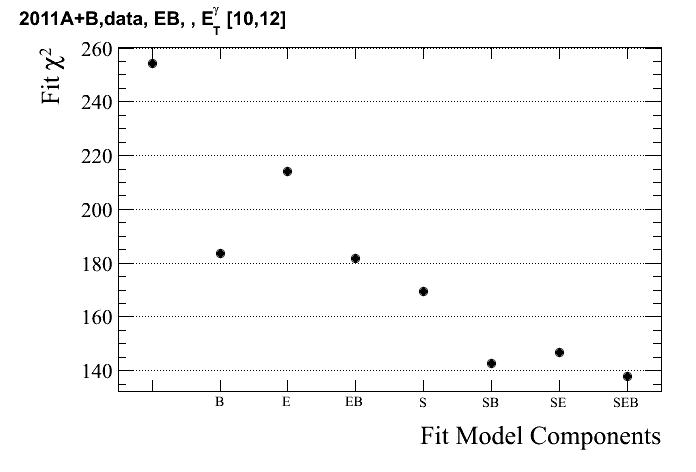 2011A+B,data, EB, , E_T^γ [10,12]
Fit χ²
260
240
220
200
180
160
140
B E EB S SB SE SEB
Fit Model Components